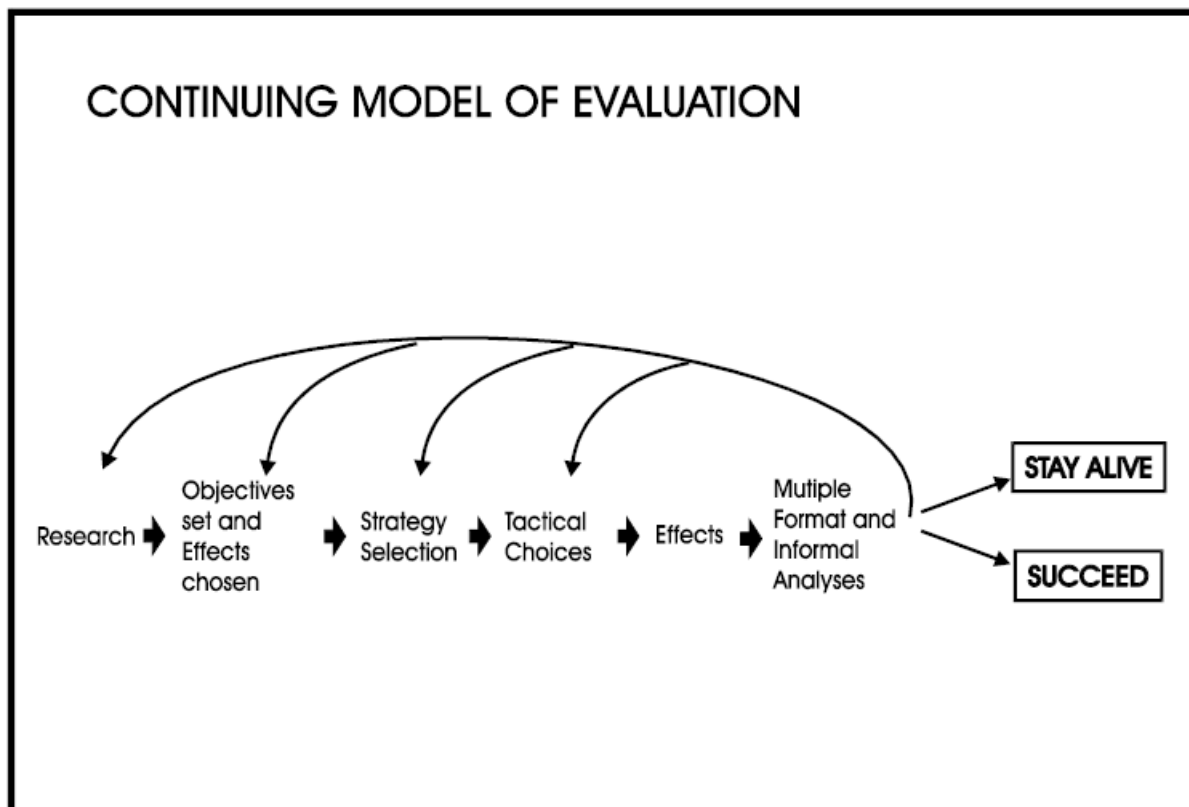 CONTINUING MODEL OF EVALUATION
Research
Objectives
set and
Effects
chosen
Strategy
Selection
Tactical
Choices
Effects
Mutiple
Format and
Informal
Analyses
STAY ALIVE
SUCCEED